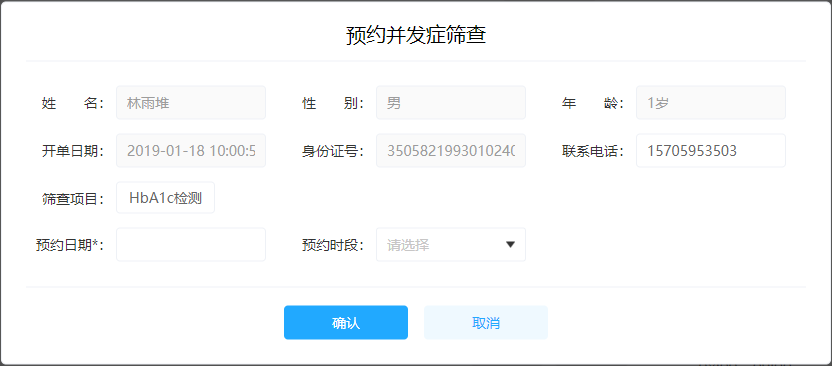 预约并发症筛查
姓 名: 林雨堆 性 别: 男 年 龄: 1岁
开单日期: 2019-01-18 10:00:5 身份证号: 3505821993010240 联系电话: 15705953503
筛查项目: HbA1c检测
预约日期*: 预约时段: 请选择
确认 取消